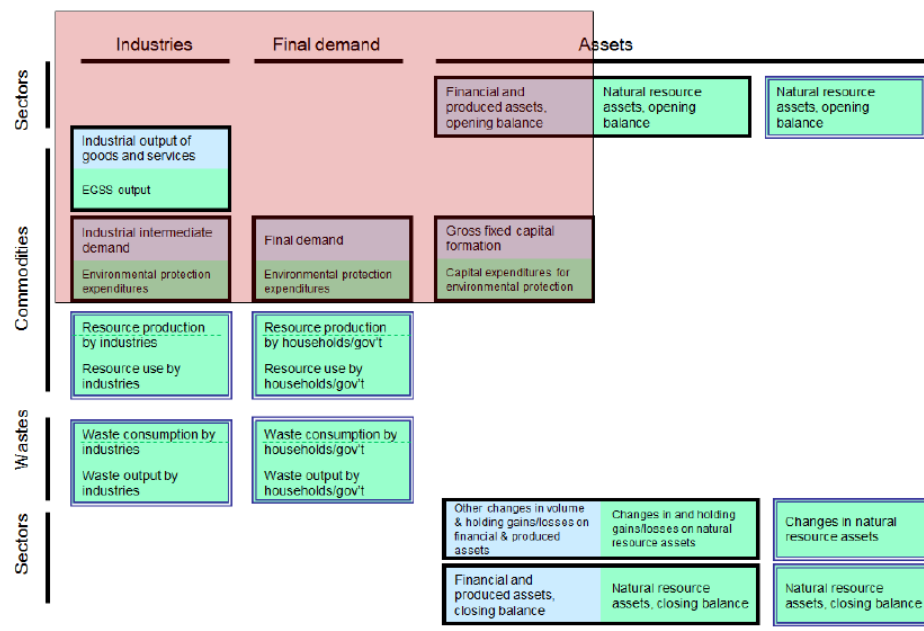 Industries
Final demand
Assets
Sectors
Financial and
produced assets,
opening balance
Natural resource
assets, opening
balance
Natural resource
assets, opening
balance
Commodities
Industrial output of
goods and services
EGSS output
Industrial intermediate
demand
Environmental protection
expenditures
Final demand
Environmental protection
expenditures
Gross fixed capital
formation
Capital expenditures for
environmental protection
Resource production
by industries
Resource use by
industries
Resource production
by households/gov't
Resource use by
households/gov't
Wastes
Waste consumption by
industries
Waste output by
industries
Waste consumption by
households/gov't
Waste output by
households/gov't
Sectors
Other changes in volume
& holding gains/losses on
financial & produced
assets
Changes in and holding
gains/losses on natural
resource assets
Changes in natural
resource assets
Financial and
produced assets,
closing balance
Natural resource
assets, closing balance
Natural resource
assets, closing balance